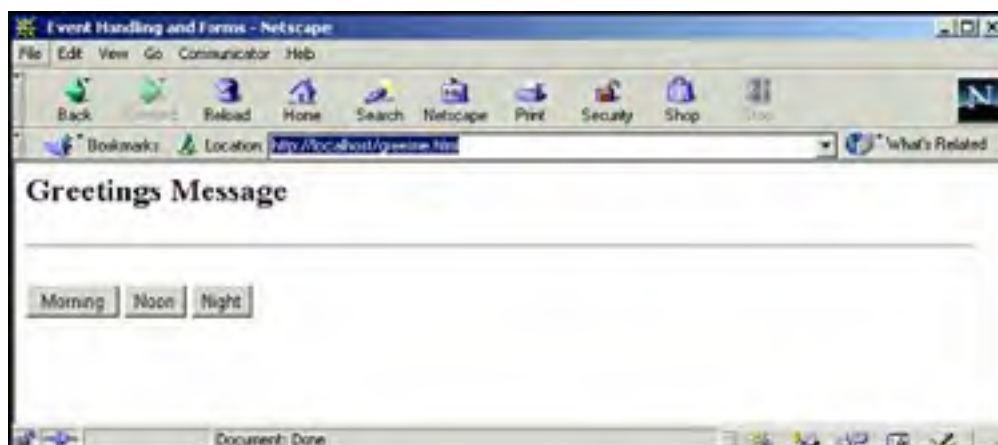 Event Handling and Forms - Netscape
File Edit View Go Communicator Help
Back Reload Home Search Netscape Print Security Shop Stop
Bookmarks Location What's Related
Greetings Message
Morning Noon Night
Document: Done